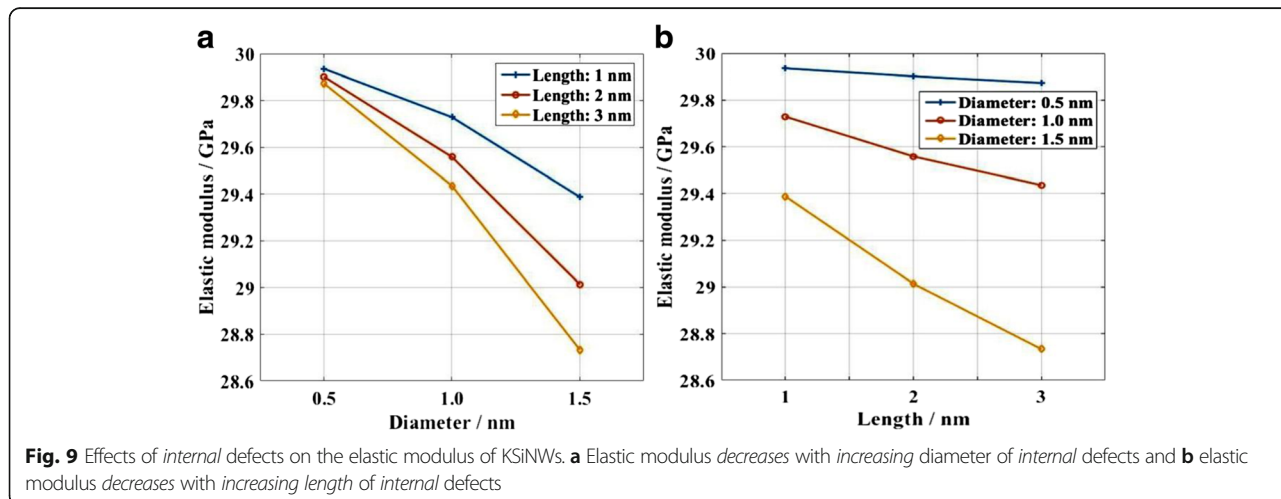 a
30
29.8
29.6
29.4
29.2
29
28.8
28.6
Elastic modulus / GPa
Length: 1 nm
Length: 2 nm
Length: 3 nm
0.5
1.0
1.5
Diameter / nm
b
30
29.8
29.6
29.4
29.2
29
28.8
28.6
Elastic modulus / GPa
Diameter: 0.5 nm
Diameter: 1.0 nm
Diameter: 1.5 nm
1
2
3
Length / nm
Fig. 9 Effects of internal defects on the elastic modulus of KSiNWs. a Elastic modulus decreases with increasing diameter of internal defects and b elastic
modulus decreases with increasing length of internal defects